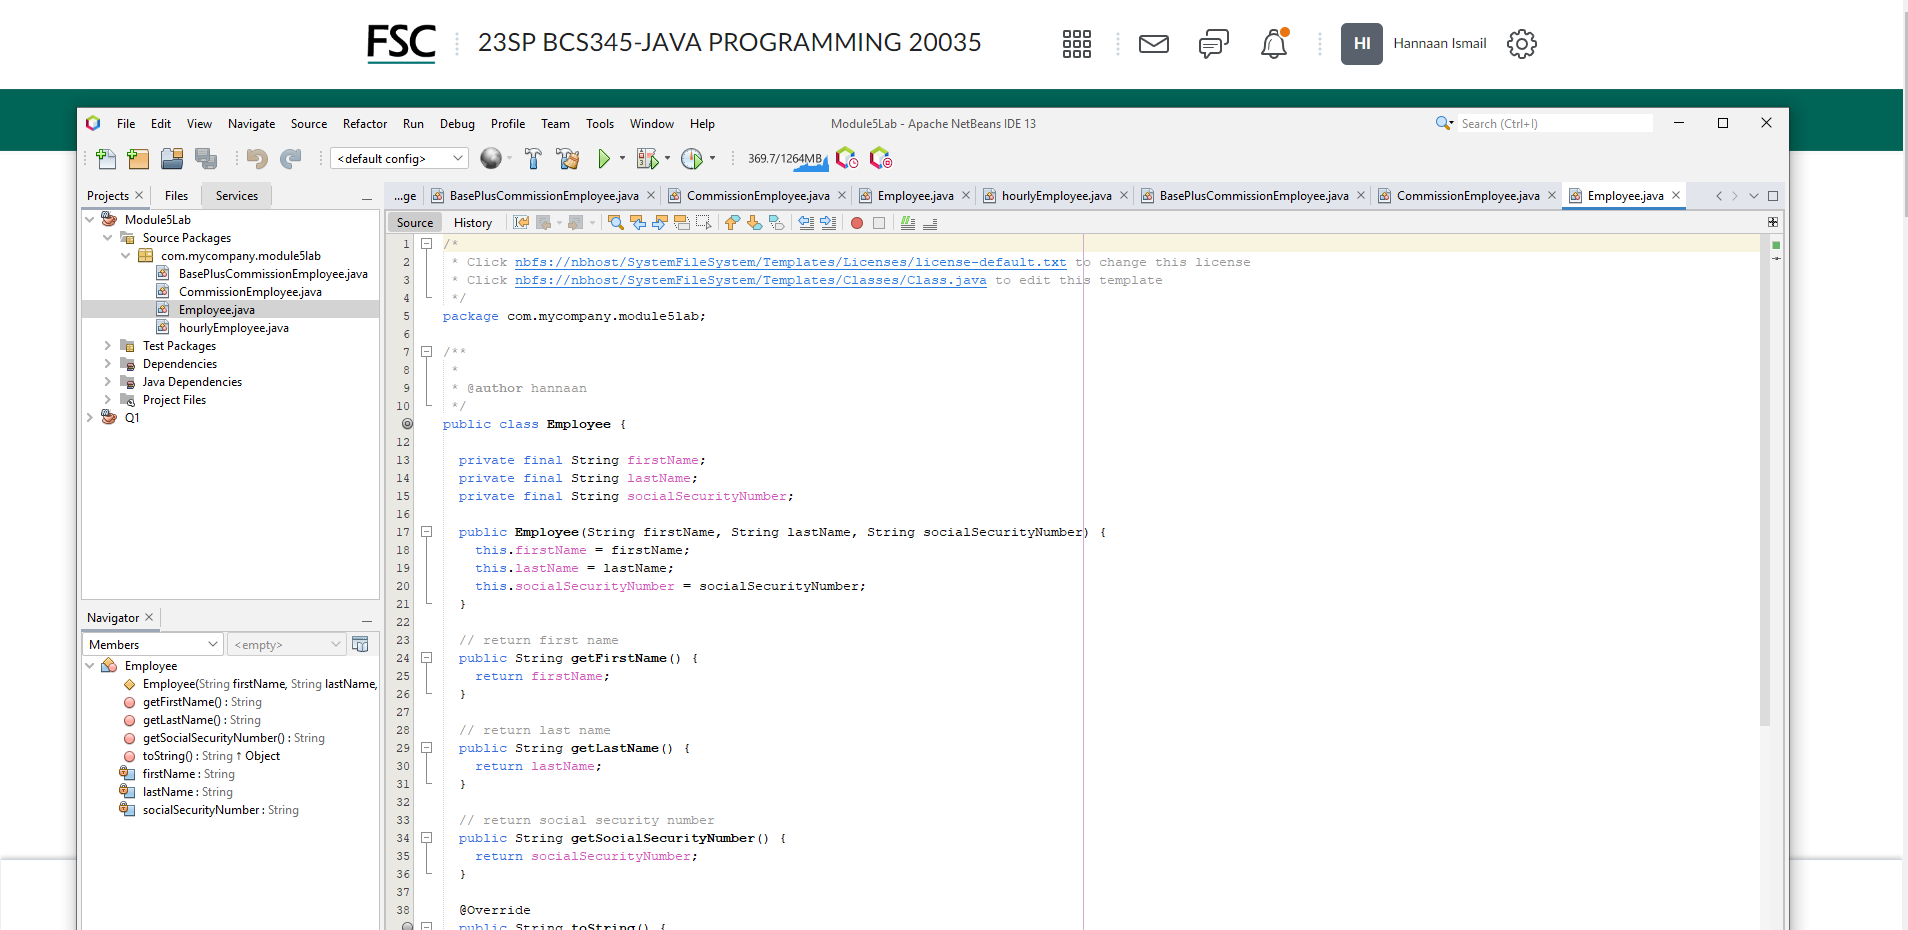 FSC
23SP BCS345-JAVA PROGRAMMING 20035
HI
Hannaan Ismail
File Edit View Navigate Source Refactor Run Debug Profile Team Tools Window Help
Module5Lab - Apache NetBeans IDE 13
Search (Ctrl+I)
<default config>
369.7/1264MB
Projects
Files
Services
...ge
BasePlusCommissionEmployee.java
CommissionEmployee.java
Employee.java
hourlyEmployee.java
BasePlusCommissionEmployee.java
CommissionEmployee.java
Employee.java
Module5Lab
Source Packages
com.mycompany.module5lab
BasePlusCommissionEmployee.java
CommissionEmployee.java
Employee.java
hourlyEmployee.java
Test Packages
Dependencies
Java Dependencies
Project Files
Q1
Navigator
Members
<empty>
Employee
Employee(String firstName, String lastName,
getFirstName() : String
getLastName() : String
getSocialSecurityNumber() : String
toString() : String ↑ Object
firstName : String
lastName : String
socialSecurityNumber : String
Source
History
1 /*
2 * Click nbfs://nbhost/SystemFileSystem/Templates/Licenses/license-default.txt to change this license
3 * Click nbfs://nbhost/SystemFileSystem/Templates/Classes/Class.java to edit this template
4 */
5 package com.mycompany.module5lab;
6
7 /**
8 *
9 * @author hannaan
10 */
public class Employee {
12
13 private final String firstName;
14 private final String lastName;
15 private final String socialSecurityNumber;
16
17 public Employee(String firstName, String lastName, String socialSecurityNumber) {
18 this.firstName = firstName;
19 this.lastName = lastName;
20 this.socialSecurityNumber = socialSecurityNumber;
21 }
22
23 // return first name
24 public String getFirstName() {
25 return firstName;
26 }
27
28 // return last name
29 public String getLastName() {
30 return lastName;
31 }
32
33 // return social security number
34 public String getSocialSecurityNumber() {
35 return socialSecurityNumber;
36 }
37
38 @Override
public String toString() {